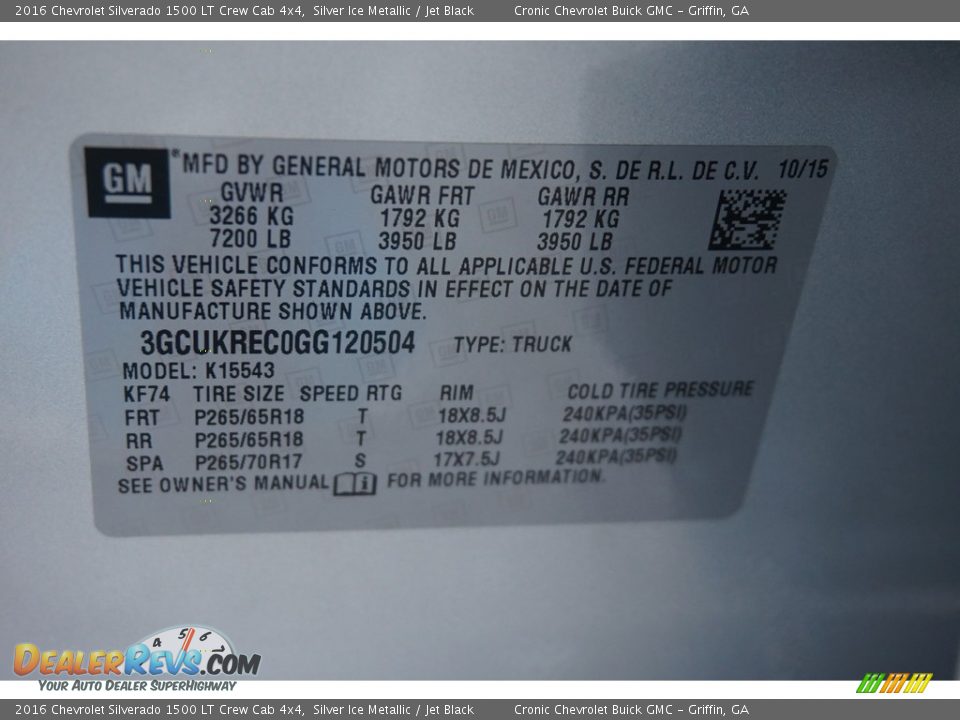 2016 Chevrolet Silverado 1500 LT Crew Cab 4x4, Silver Ice Metallic / Jet Black Cronic Chevrolet Buick GMC - Griffin, GA
GM ® MFD BY GENERAL MOTORS DE MEXICO, S. DE R.L. DE C.V. 10/15
GVWR GAWR FRT GAWR RR
3266 KG 1792 KG 1792 KG
7200 LB 3950 LB 3950 LB
THIS VEHICLE CONFORMS TO ALL APPLICABLE U.S. FEDERAL MOTOR
VEHICLE SAFETY STANDARDS IN EFFECT ON THE DATE OF
MANUFACTURE SHOWN ABOVE.
3GCUKREC0GG120504 TYPE: TRUCK
MODEL: K15543
KF74 TIRE SIZE SPEED RTG RIM COLD TIRE PRESSURE
FRT P265/65R18 T 18X8.5J 240KPA(35PSI)
RR P265/65R18 T 18X8.5J 240KPA(35PSI)
SPA P265/70R17 S 17X7.5J 240KPA(35PSI)
SEE OWNER'S MANUAL i FOR MORE INFORMATION.
4 5 6 7
DealerRevs.com
Your Auto Dealer SuperHighway
2016 Chevrolet Silverado 1500 LT Crew Cab 4x4, Silver Ice Metallic / Jet Black Cronic Chevrolet Buick GMC - Griffin, GA